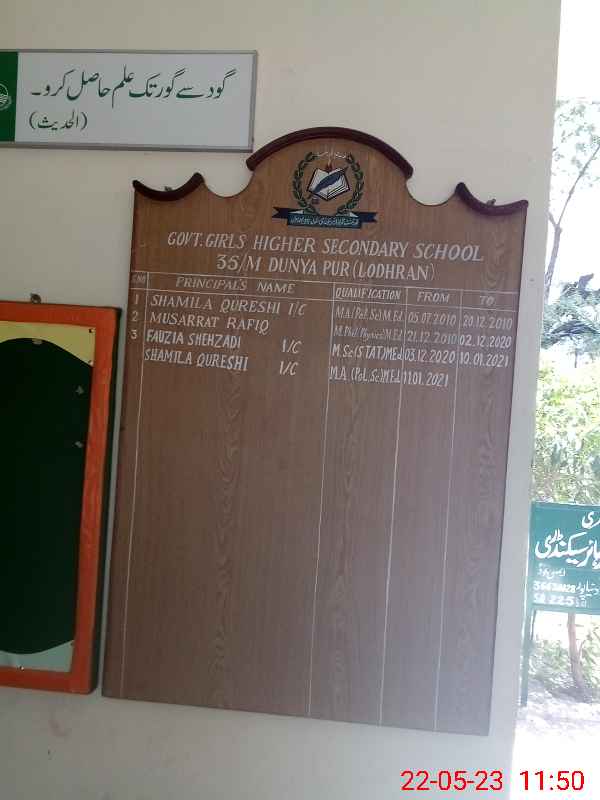 گود سے گور تک علم حاصل کرو۔
(الحدیث)
GOVT. GIRLS HIGHER SECONDARY SCHOOL
35/M DUNYA PUR (LODHRAN)
S.NO PRINCIPAL'S NAME QUALIFICATION FROM TO
1 SHAMILA QURESHI I/C M.A (Pol, Sc) M.Ed. 05.07.2010 20.12.2010
2 MUSARRAT RAFIQ M.Phil (Physics) M.Ed. 21.12.2010 02.12.2020
3 FAUZIA SHEHZADI I/C M.Sc (STAT) MEd 03.12.2020 10.01.2021
SHAMILA QURESHI I/C M.A (Pol, Sc) M.Ed 11.01.2021
سیکنڈری
22-05-23 11:50